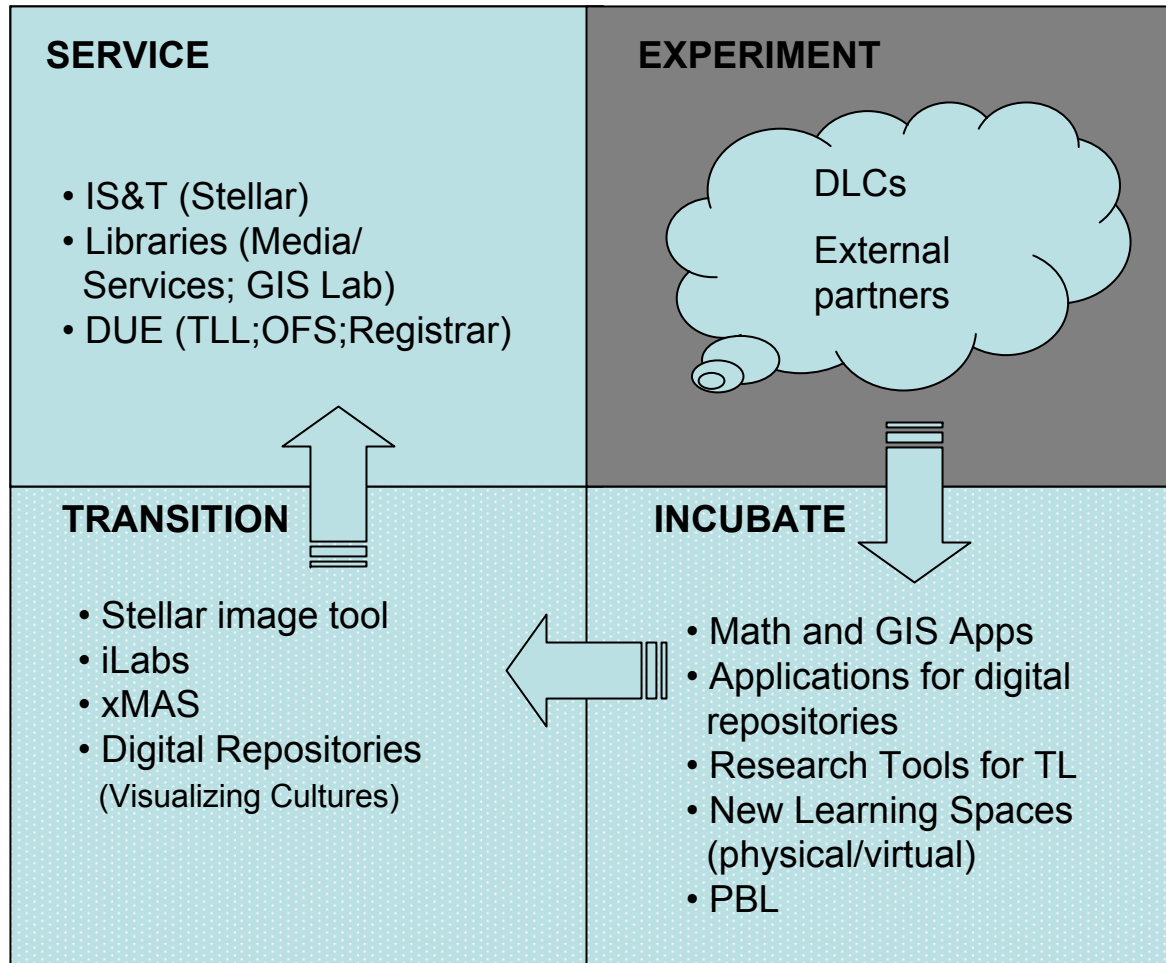 SERVICE
• IS&T (Stellar)
• Libraries (Media/
Services; GIS Lab)
• DUE (TLL;OFS;Registrar)
EXPERIMENT
DLCs
External
partners
TRANSITION
• Stellar image tool
• iLabs
• xMAS
• Digital Repositories
(Visualizing Cultures)
INCUBATE
• Math and GIS Apps
• Applications for digital
repositories
• Research Tools for TL
• New Learning Spaces
(physical/virtual)
• PBL